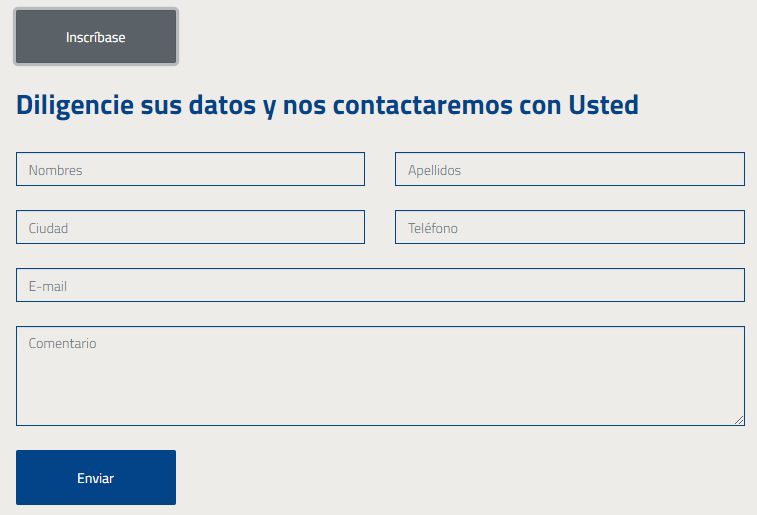 Inscríbase
Diligencie sus datos y nos contactaremos con Usted
Nombres
Apellidos
Ciudad
Teléfono
E-mail
Comentario
Enviar